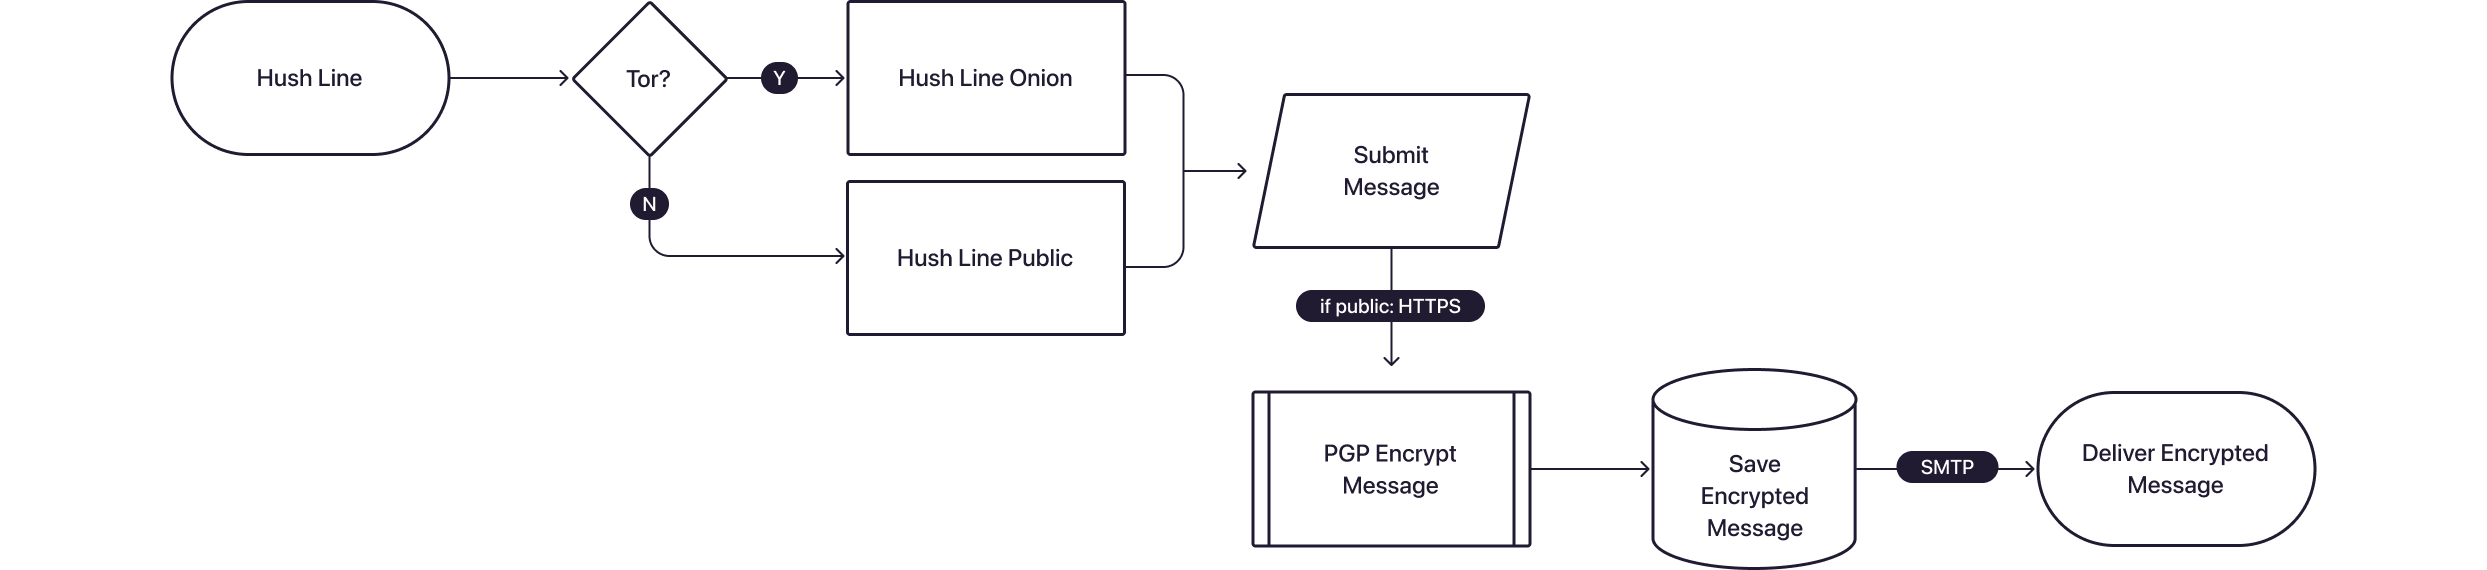 Hush Line
Tor?
Y
Hush Line Onion
N
Hush Line Public
Submit
Message
if public: HTTPS
PGP Encrypt
Message
Save
Encrypted
Message
SMTP
Deliver Encrypted
Message